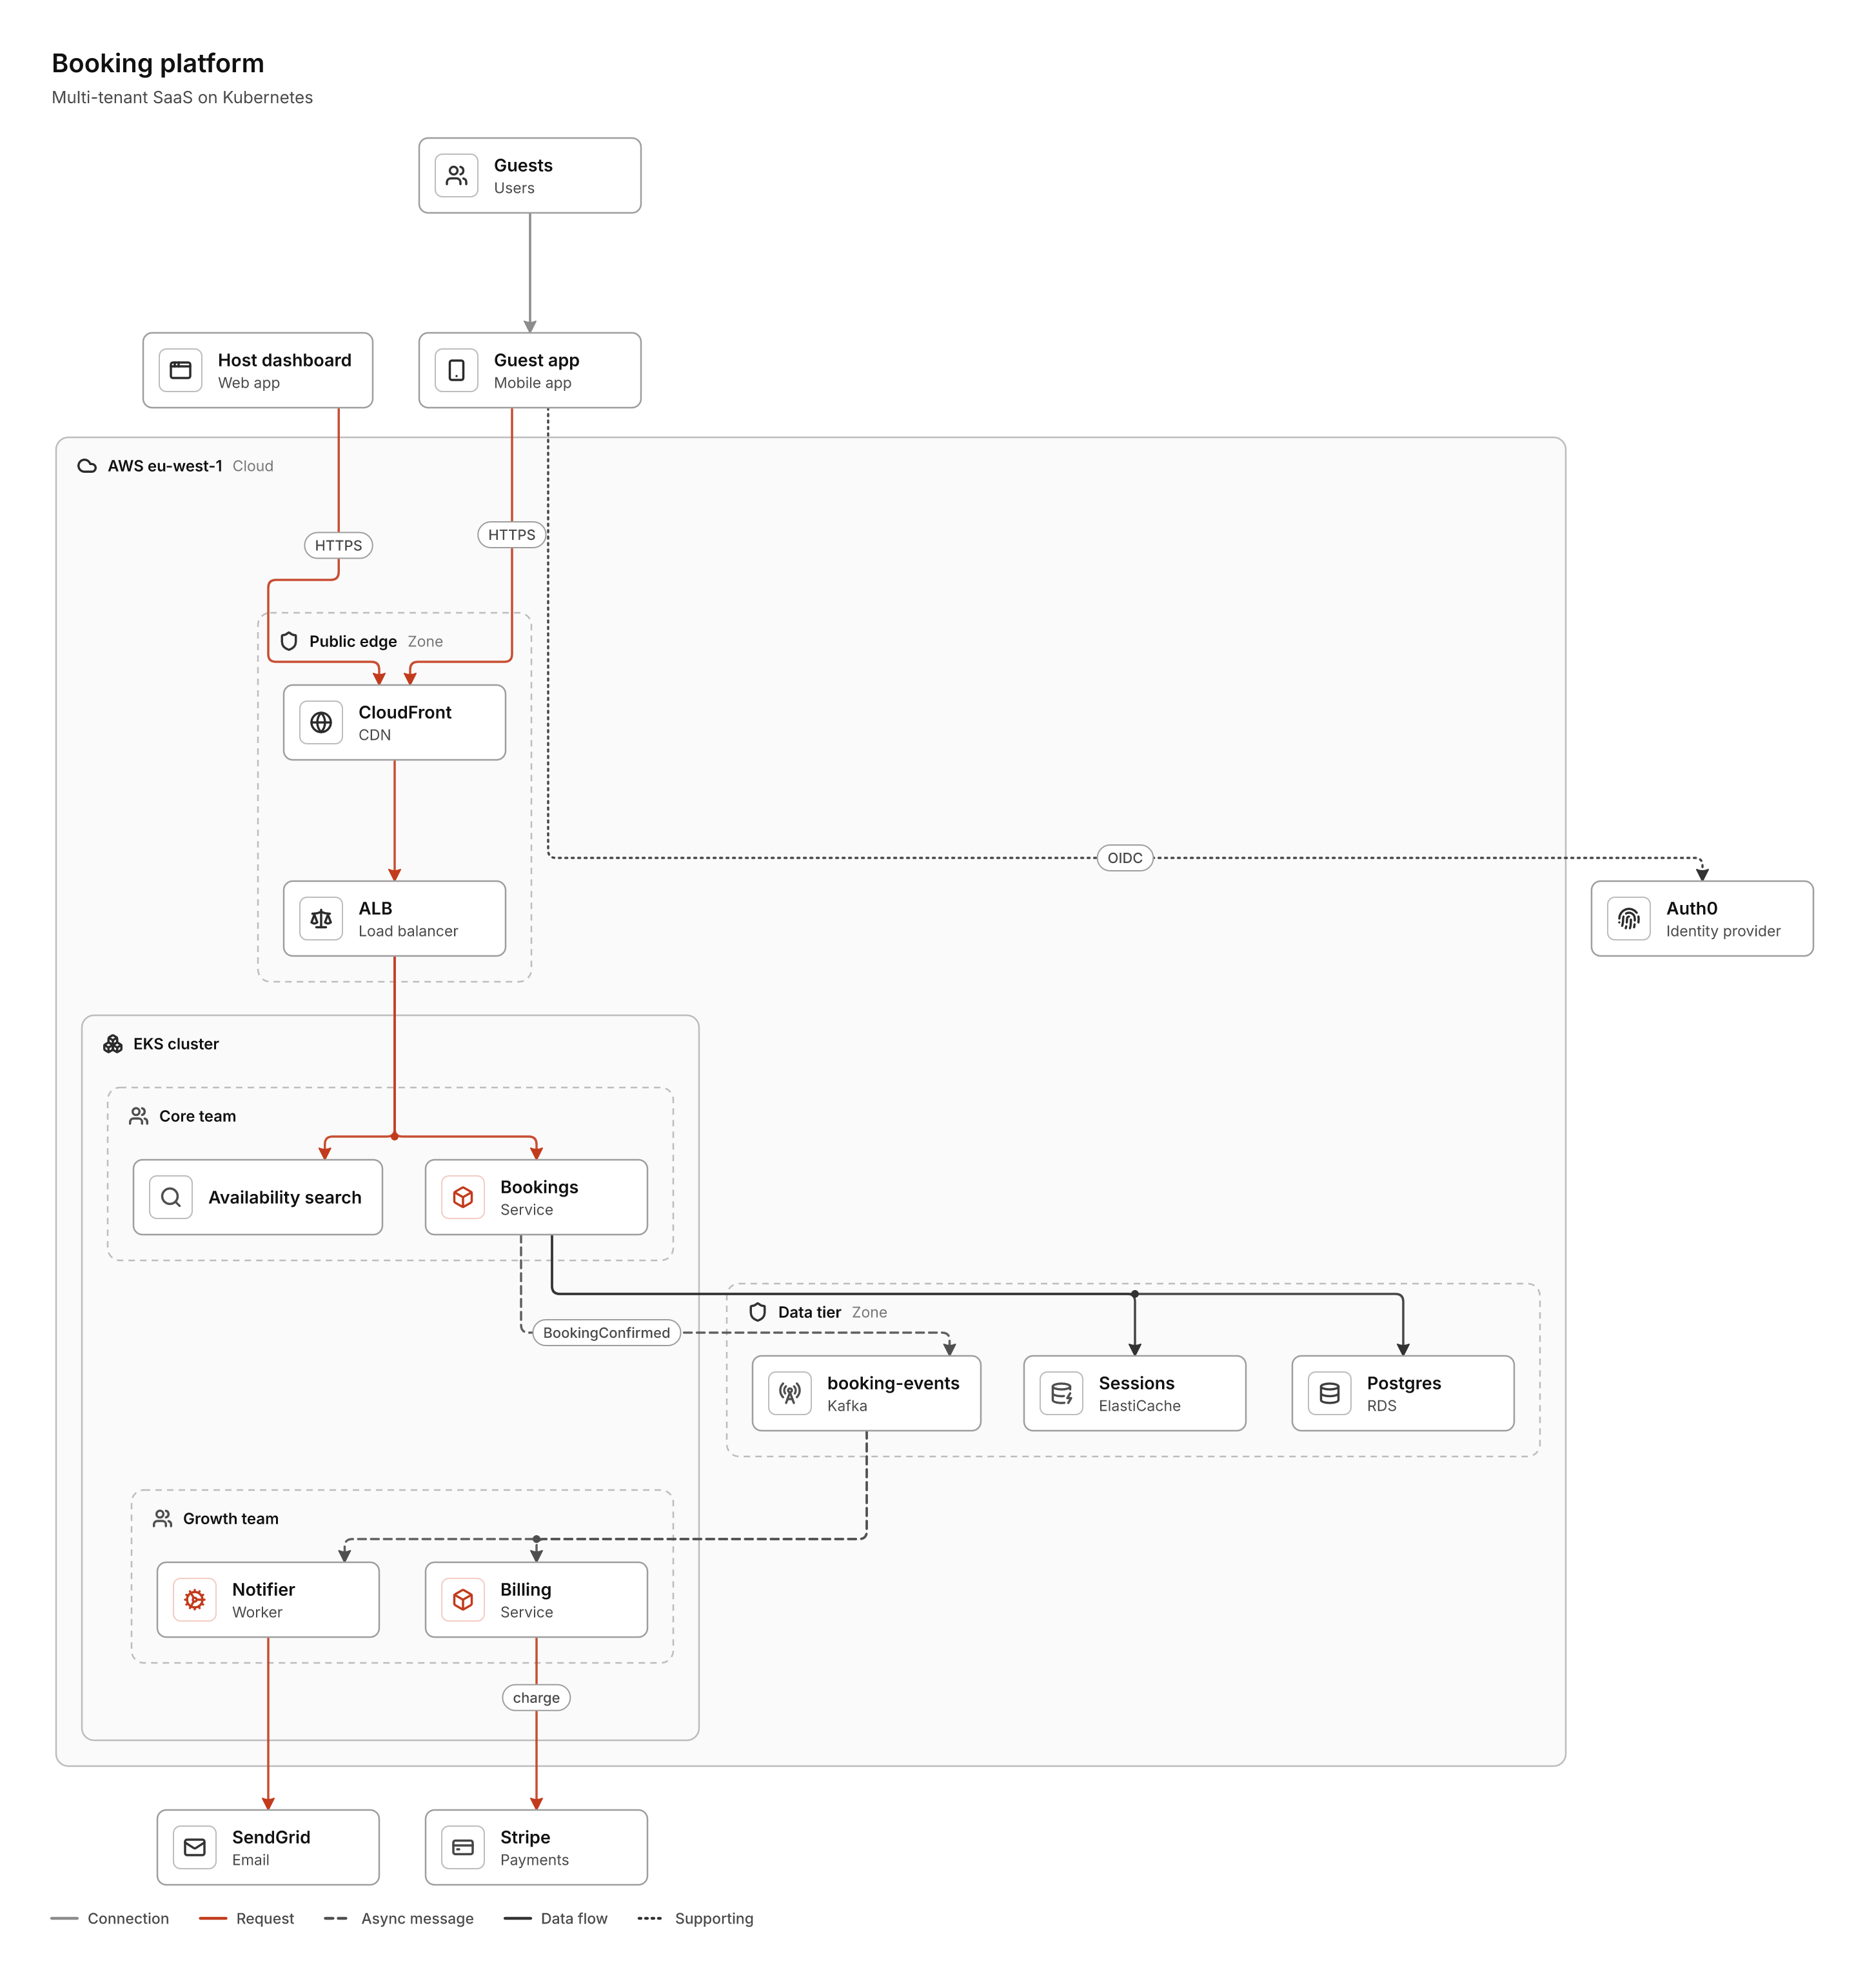 Booking platform
Multi-tenant SaaS on Kubernetes
Guests
Users
Host dashboard
Web app
Guest app
Mobile app
AWS eu-west-1 Cloud
HTTPS
HTTPS
Public edge Zone
CloudFront
CDN
OIDC
ALB
Load balancer
Auth0
Identity provider
EKS cluster
Core team
Availability search
Bookings
Service
Data tier Zone
BookingConfirmed
booking-events
Kafka
Sessions
ElastiCache
Postgres
RDS
Growth team
Notifier
Worker
Billing
Service
charge
SendGrid
Email
Stripe
Payments
Connection
Request
Async message
Data flow
Supporting